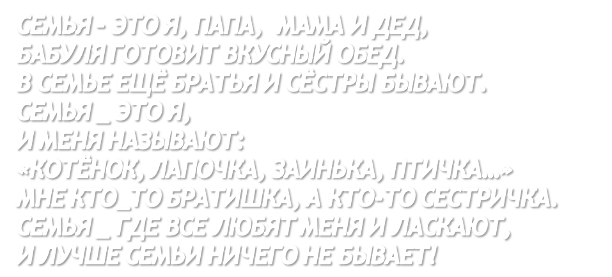 СЕМЬЯ - ЭТО Я, ПАПА, МАМА И ДЕД,
БАБУЛЯ ГОТОВИТ ВКУСНЫЙ ОБЕД.
В СЕМЬЕ ЕЩЁ БРАТЬЯ И СЁСТРЫ БЫВАЮТ.
СЕМЬЯ _ ЭТО Я,
И МЕНЯ НАЗЫВАЮТ:
«КОТЁНОК, ЛАПОЧКА, ЗАИНЬКА, ПТИЧКА...»
МНЕ КТО_ТО БРАТИШКА, А КТО-ТО СЕСТРИЧКА.
СЕМЬЯ _ ГДЕ ВСЕ ЛЮБЯТ МЕНЯ И ЛАСКАЮТ,
И ЛУЧШЕ СЕМЬИ НИЧЕГО НЕ БЫВАЕТ!